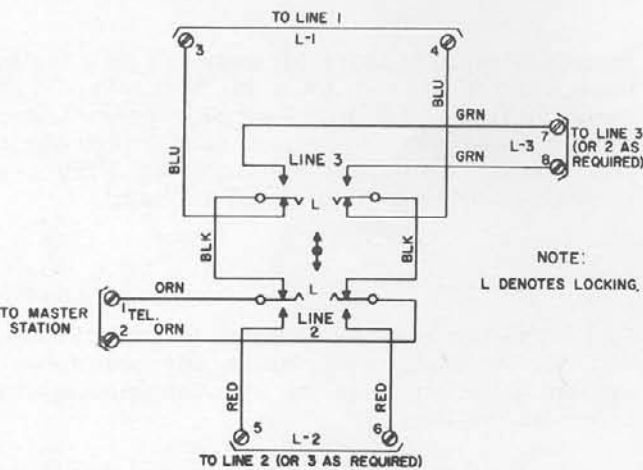 TO LINE 1
L-1
3
4
BLU
BLU
GRN
7
LINE 3
L-3
TO LINE 3
(OR 2 AS
REQUIRED)
GRN
8
L
BLK
BLK
NOTE:
L DENOTES LOCKING.
ORN
L
TO MASTER
STATION
1
TEL.
2
ORN
LINE
2
RED
RED
5
L-2
6
TO LINE 2 (OR 3 AS REQUIRED)